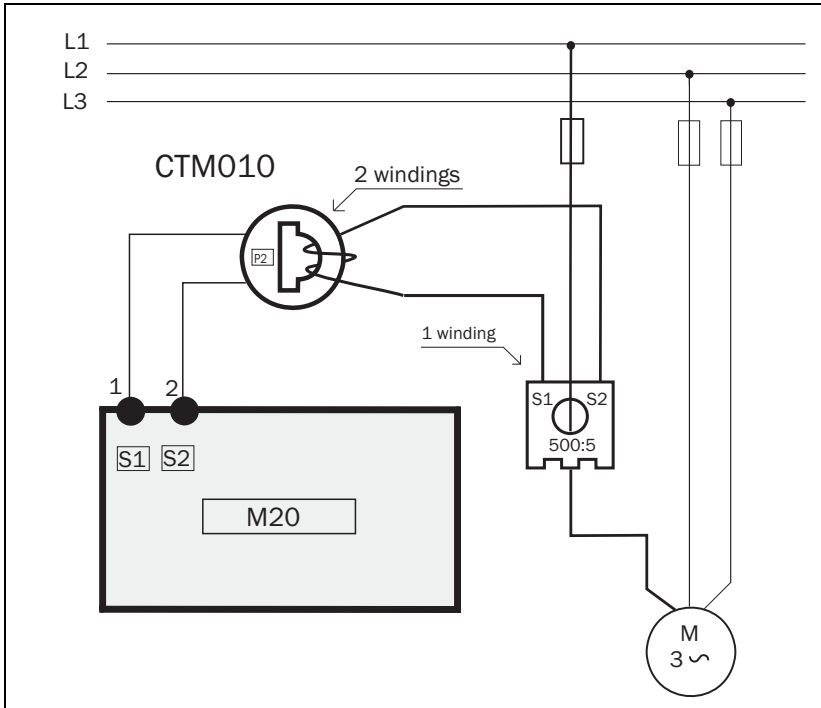 L1
L2
L3
CTM010
2 windings
P2
1 winding
1
2
S1 S2
500:5
S1 S2
M20
M
3 ~